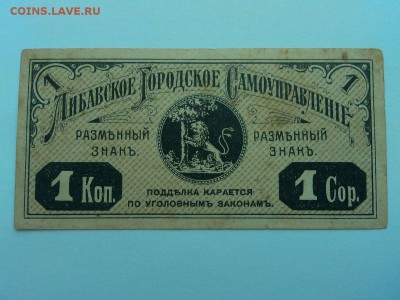 COINS.LAVE.RU
1 1
Либавское Городское Самоуправленіе
РАЗМѢННЫЙ ЗНАКЪ.
РАЗМѢННЫЙ ЗНАКЪ.
1 Коп.
ПОДДѢЛКА КАРАЕТСЯ
ПО УГОЛОВНЫМЪ ЗАКОНАМЪ.
1 Cop.